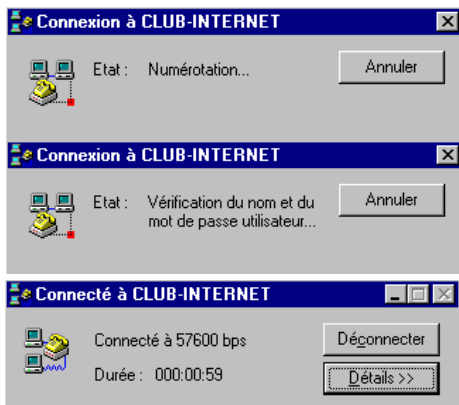 Connexion à CLUB-INTERNET
Etat : Numérotation...
Annuler
Connexion à CLUB-INTERNET
Etat : Vérification du nom et du
mot de passe utilisateur...
Annuler
Connecté à CLUB-INTERNET
Connecté à 57600 bps
Déconnecter
Durée : 000:00:59
Détails >>